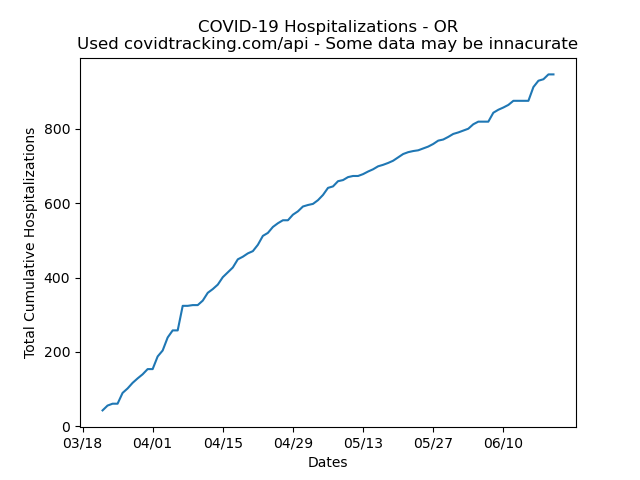 COVID-19 Hospitalizations - OR
Used covidtracking.com/api - Some data may be innacurate
Total Cumulative Hospitalizations
800
600
400
200
0
03/18 04/01 04/15 04/29 05/13 05/27 06/10
Dates